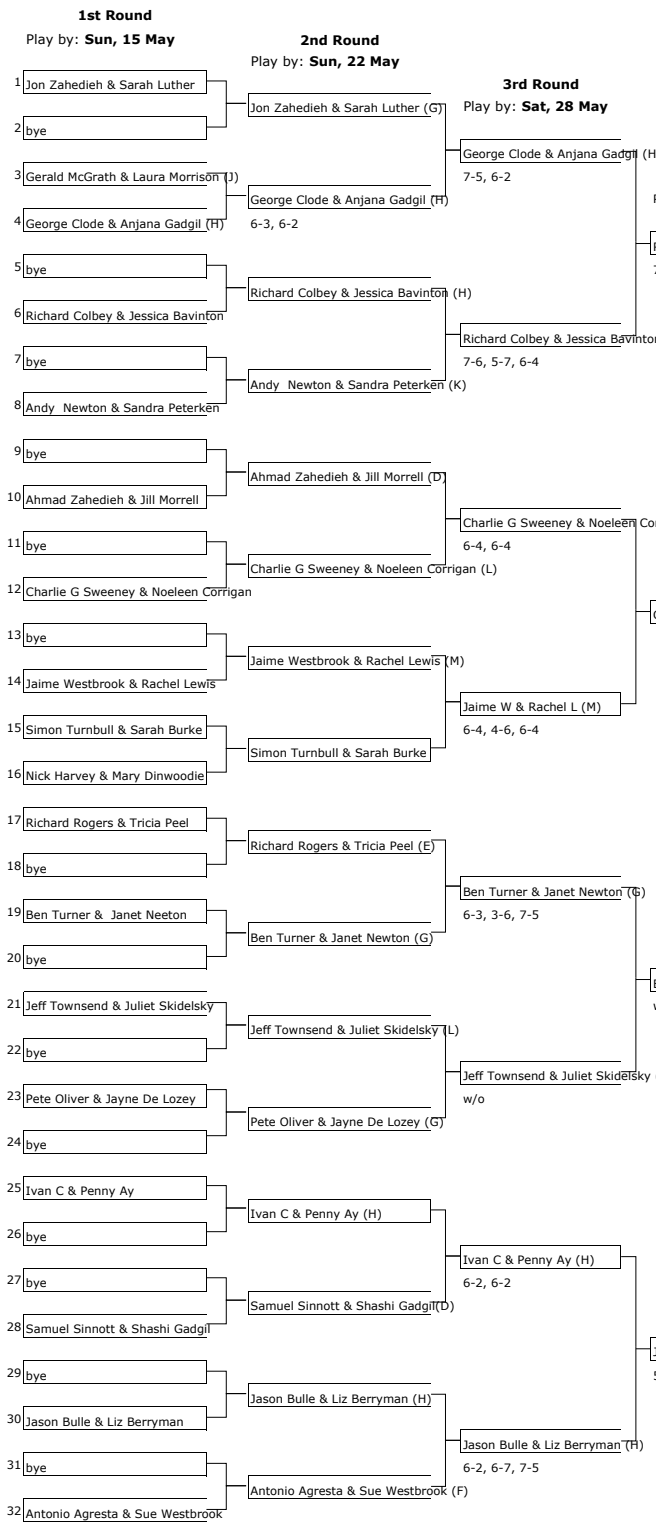 1st Round
Play by: Sun, 15 May
2nd Round
Play by: Sun, 22 May
3rd Round
Play by: Sat, 28 May
1 Jon Zahedieh & Sarah Luther
2 bye
3 Gerald McGrath & Laura Morrison (J)
4 George Clode & Anjana Gadgil (H)
5 bye
6 Richard Colbey & Jessica Bavinton
7 bye
8 Andy  Newton & Sandra Peterken
9 bye
10 Ahmad Zahedieh & Jill Morrell
11 bye
12 Charlie G Sweeney & Noeleen Corrigan
13 bye
14 Jaime Westbrook & Rachel Lewis
15 Simon Turnbull & Sarah Burke
16 Nick Harvey & Mary Dinwoodie
17 Richard Rogers & Tricia Peel
18 bye
19 Ben Turner &  Janet Neeton
20 bye
21 Jeff Townsend & Juliet Skidelsky
22 bye
23 Pete Oliver & Jayne De Lozey
24 bye
25 Ivan C & Penny Ay
26 bye
27 bye
28 Samuel Sinnott & Shashi Gadgil
29 bye
30 Jason Bulle & Liz Berryman
31 bye
32 Antonio Agresta & Sue Westbrook
Jon Zahedieh & Sarah Luther (G)
George Clode & Anjana Gadgil (H)
6-3, 6-2
Richard Colbey & Jessica Bavinton (H)
Andy  Newton & Sandra Peterken (K)
Ahmad Zahedieh & Jill Morrell (D)
Charlie G Sweeney & Noeleen Corrigan (L)
Jaime Westbrook & Rachel Lewis (M)
Simon Turnbull & Sarah Burke
Richard Rogers & Tricia Peel (E)
Ben Turner & Janet Newton (G)
Jeff Townsend & Juliet Skidelsky (L)
Pete Oliver & Jayne De Lozey (G)
Ivan C & Penny Ay (H)
Samuel Sinnott & Shashi Gadgil(D)
Jason Bulle & Liz Berryman (H)
Antonio Agresta & Sue Westbrook (F)
George Clode & Anjana Gadgil (H
7-5, 6-2
Richard Colbey & Jessica Bavinton
7-6, 5-7, 6-4
Charlie G Sweeney & Noeleen Co
6-4, 6-4
Jaime W & Rachel L (M)
6-4, 4-6, 6-4
Ben Turner & Janet Newton (G)
6-3, 3-6, 7-5
Jeff Townsend & Juliet Skidelsky
w/o
Ivan C & Penny Ay (H)
6-2, 6-2
Jason Bulle & Liz Berryman (H)
6-2, 6-7, 7-5